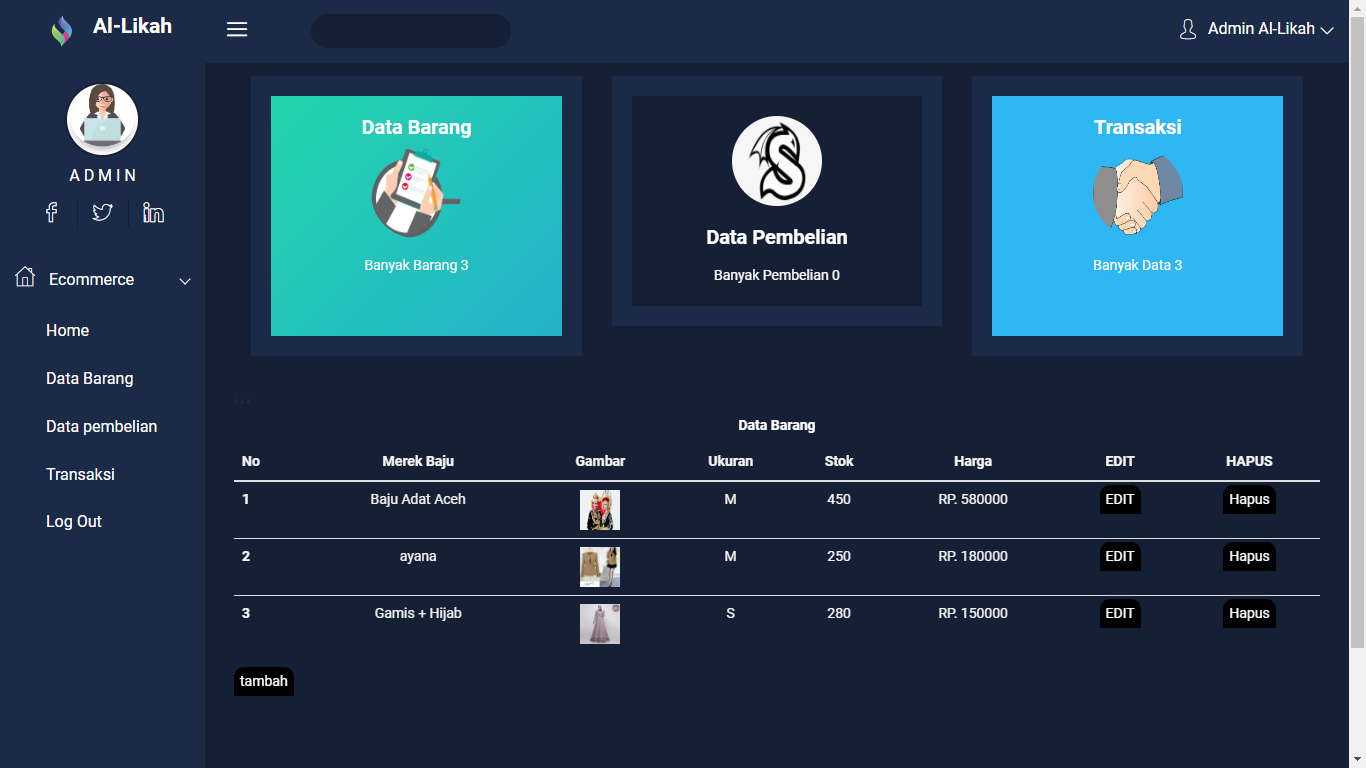 Al-Likah
Admin Al-Likah
ADMIN
Ecommerce
Home
Data Barang
Data pembelian
Transaksi
Log Out
Data Barang
Banyak Barang 3
Data Pembelian
Banyak Pembelian 0
Transaksi
Banyak Data 3
; ; ;
Data Barang
No Merek Baju Gambar Ukuran Stok Harga EDIT HAPUS
1 Baju Adat Aceh M 450 RP. 580000 EDIT Hapus
2 ayana M 250 RP. 180000 EDIT Hapus
3 Gamis + Hijab S 280 RP. 150000 EDIT Hapus
tambah